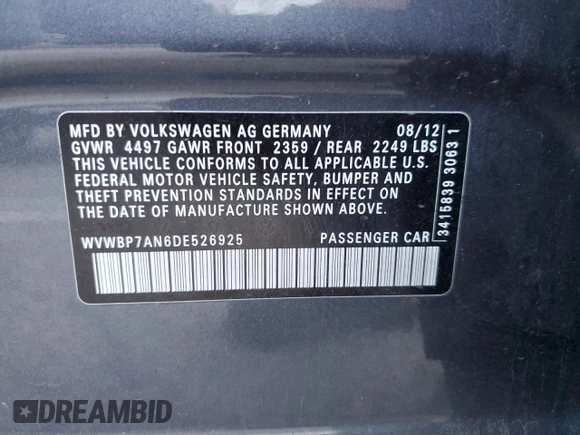 MFD BY VOLKSWAGEN AG GERMANY 08/12
GVWR 4497 GAWR FRONT 2359 / REAR 2249 LBS
THIS VEHICLE CONFORMS TO ALL APPLICABLE U.S.
FEDERAL MOTOR VEHICLE SAFETY, BUMPER AND
THEFT PREVENTION STANDARDS IN EFFECT ON
THE DATE OF MANUFACTURE SHOWN ABOVE.
WVWBP7AN6DE526925 PASSENGER CAR
3415839 3063 1
DREAMBID